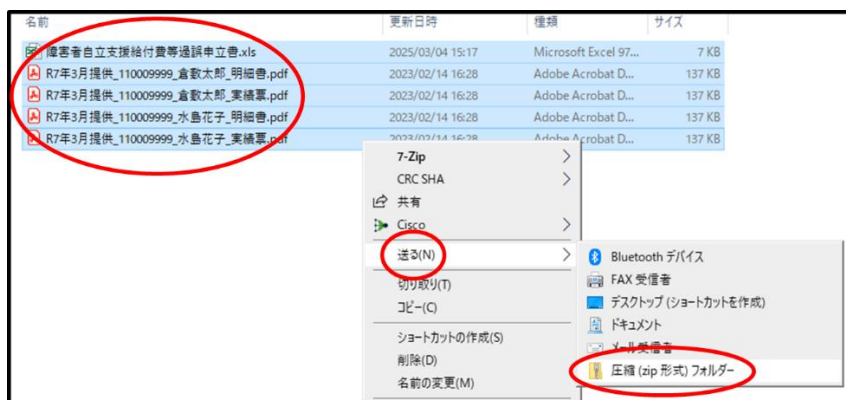 名前 更新日時 種類 サイズ
障害者自立支援給付費等過誤申立書.xls 2025/03/04 15:17 Microsoft Excel 97... 7 KB
R7年3月提供_110009999_倉敷太郎_明細書.pdf 2023/02/14 16:28 Adobe Acrobat D... 137 KB
R7年3月提供_110009999_倉敷太郎_実績票.pdf 2023/02/14 16:28 Adobe Acrobat D... 137 KB
R7年3月提供_110009999_水島花子_明細書.pdf 2023/02/14 16:28 Adobe Acrobat D... 137 KB
R7年3月提供_110009999_水島花子_実績票.pdf 2023/02/14 16:28 Adobe Acrobat D... 137 KB
7-Zip
CRC SHA
共有
Cisco
送る(N)
切り取り(T)
コピー(C)
ショートカットの作成(S)
削除(D)
名前の変更(M)
Bluetooth デバイス
FAX 受信者
デスクトップ (ショートカットを作成)
ドキュメント
メール受信者
圧縮 (zip 形式) フォルダー